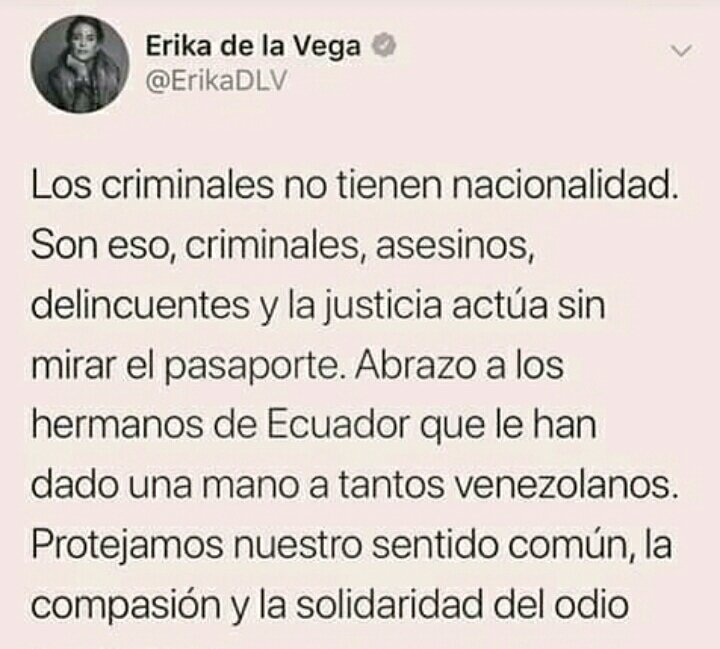 Erika de la Vega
@ErikaDLV
Los criminales no tienen nacionalidad.
Son eso, criminales, asesinos,
delincuentes y la justicia actúa sin
mirar el pasaporte. Abrazo a los
hermanos de Ecuador que le han
dado una mano a tantos venezolanos.
Protejamos nuestro sentido común, la
compasión y la solidaridad del odio